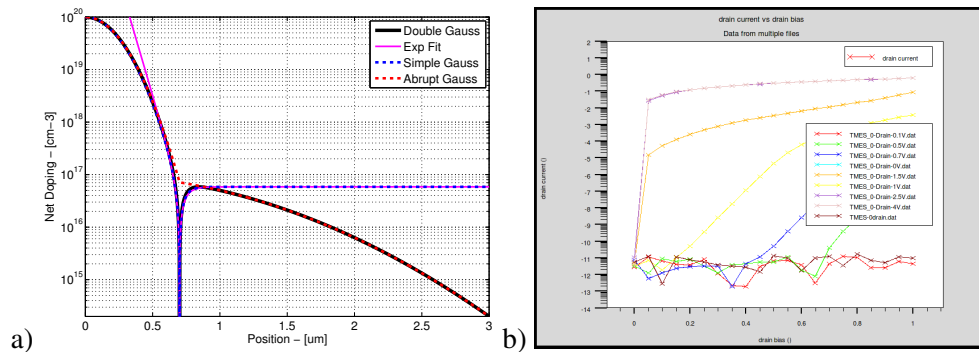 10^20
10^19
10^18
10^17
10^16
10^15
Net Doping − [cm−3]
Double Gauss
Exp Fit
Simple Gauss
Abrupt Gauss
0 0.5 1 1.5 2 2.5 3
Position − [um]
a)
drain current vs drain bias
Data from multiple files
2
1
0
-1
-2
-3
-4
-5
-6
-7
-8
-9
-10
-11
-12
-13
-14
drain current ()
drain current
TMES_0-Drain-0.1V.dat
TMES_0-Drain-0.5V.dat
TMES_0-Drain-0.7V.dat
TMES_0-Drain-0V.dat
TMES_0-Drain-1.5V.dat
TMES_0-Drain-1V.dat
TMES_0-Drain-2.5V.dat
TMES_0-Drain-4V.dat
TMES-0drain.dat
0 0.2 0.4 0.6 0.8 1
drain bias ()
b)